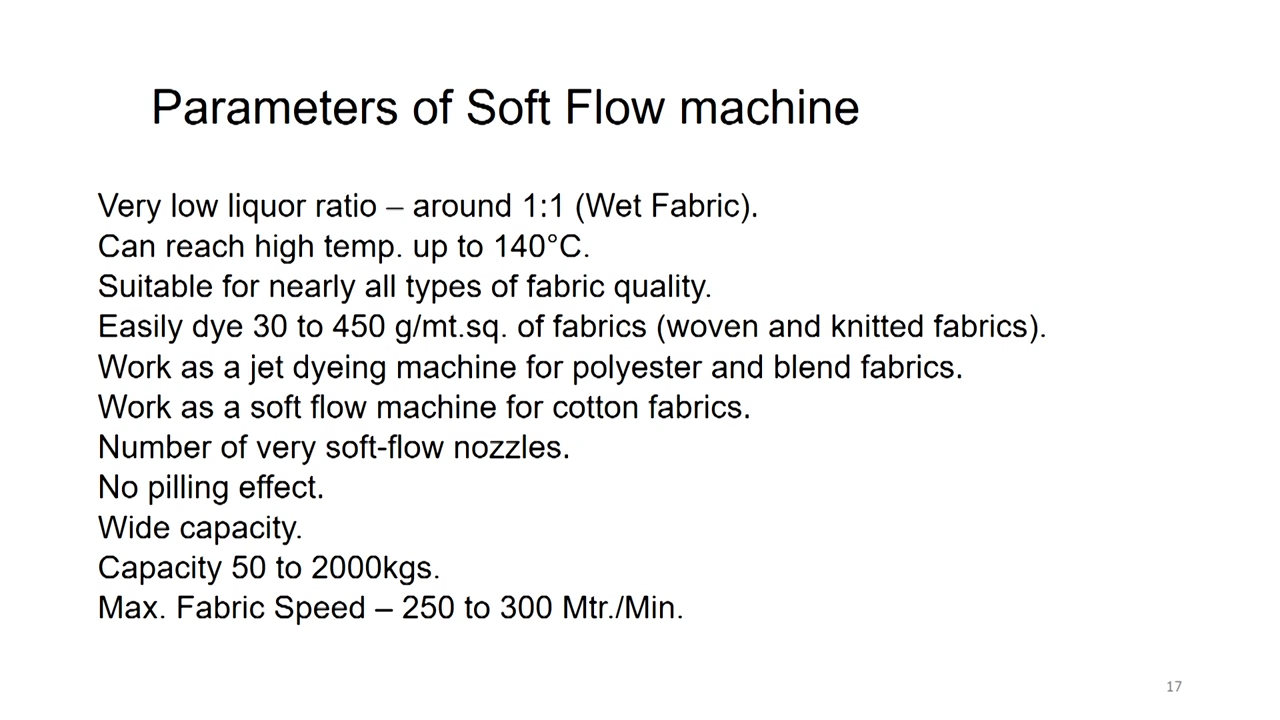 Parameters of Soft Flow machine
Very low liquor ratio – around 1:1 (Wet Fabric).
Can reach high temp. up to 140°C.
Suitable for nearly all types of fabric quality.
Easily dye 30 to 450 g/mt.sq. of fabrics (woven and knitted fabrics).
Work as a jet dyeing machine for polyester and blend fabrics.
Work as a soft flow machine for cotton fabrics.
Number of very soft-flow nozzles.
No pilling effect.
Wide capacity.
Capacity 50 to 2000kgs.
Max. Fabric Speed – 250 to 300 Mtr./Min.
17